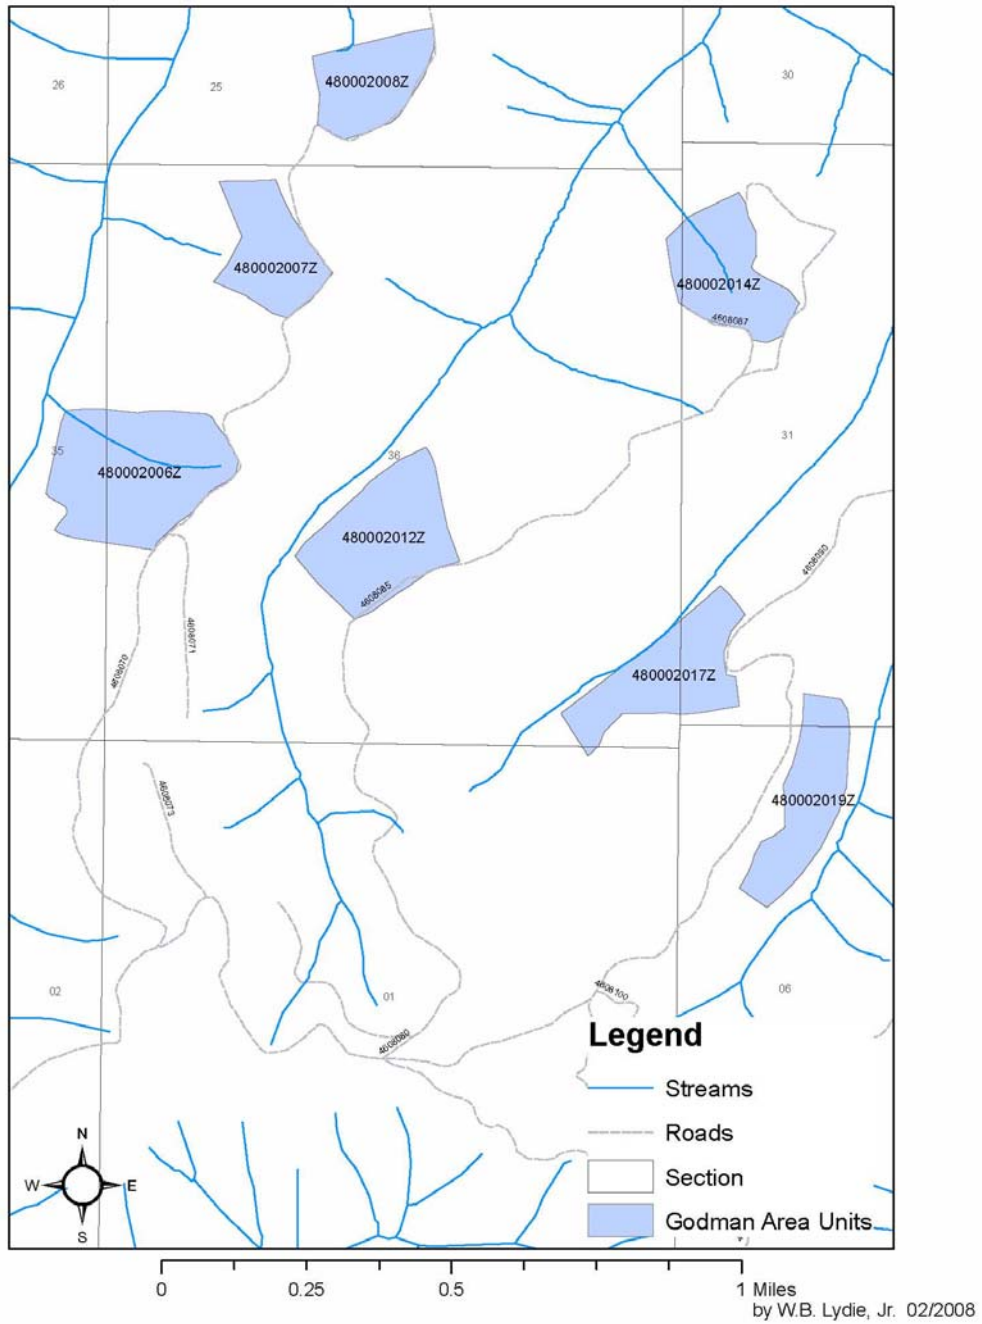 480002008Z
26
25
30
480002007Z
480002014Z
4608087
31
35
36
480002006Z
480002012Z
4608085
4608090
4608071
4608070
480002017Z
4608073
480002019Z
02
01
06
4608100
4608080
Legend
Streams
Roads
Section
Godman Area Units
N
W
E
S
0
0.25
0.5
1 Miles
by W.B. Lydie, Jr. 02/2008